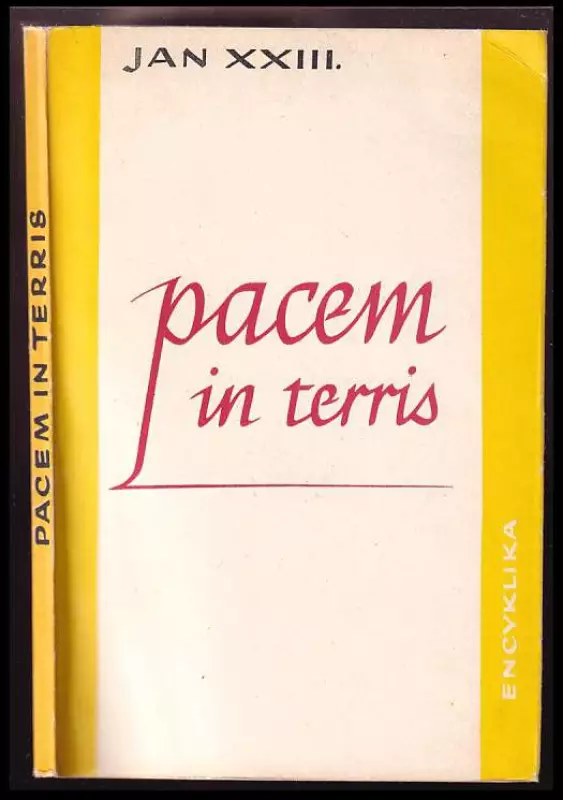 JAN XXIII.
pacem
in terris
ENCYKLIKA
PACEM IN TERRIS